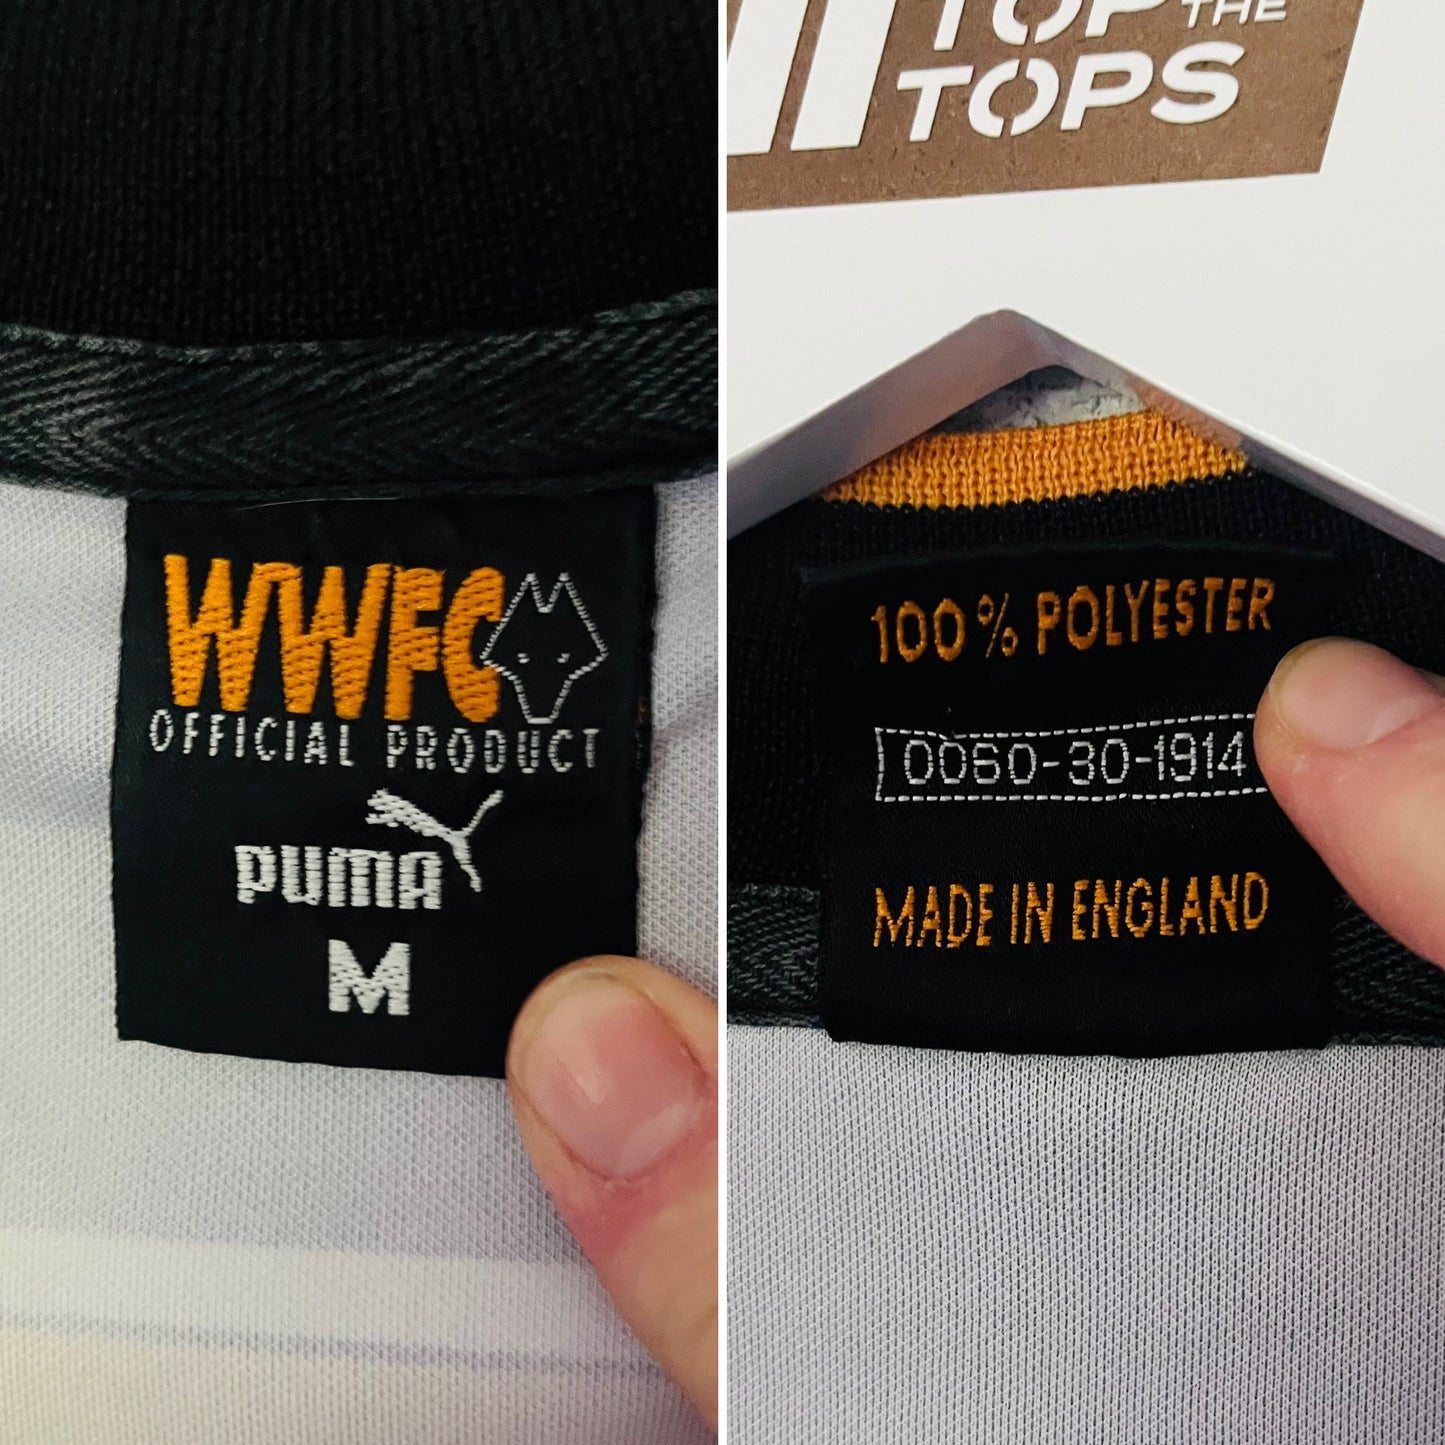 WWFC
OFFICIAL PRODUCT
PUMA
M
TOP THE
TOPS
100% POLYESTER
0060-30-1914
MADE IN ENGLAND